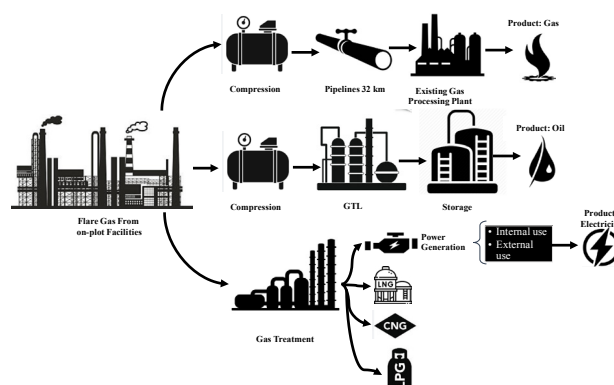 Product: Gas
Compression
Pipelines 32 km
Existing Gas
Processing Plant
Product: Oil
Flare Gas From
on-plot Facilities
Compression
GTL
Storage
Product
Electrici
Power
Generation
• Internal use
• External
use
LNG
CNG
LPG
Gas Treatment